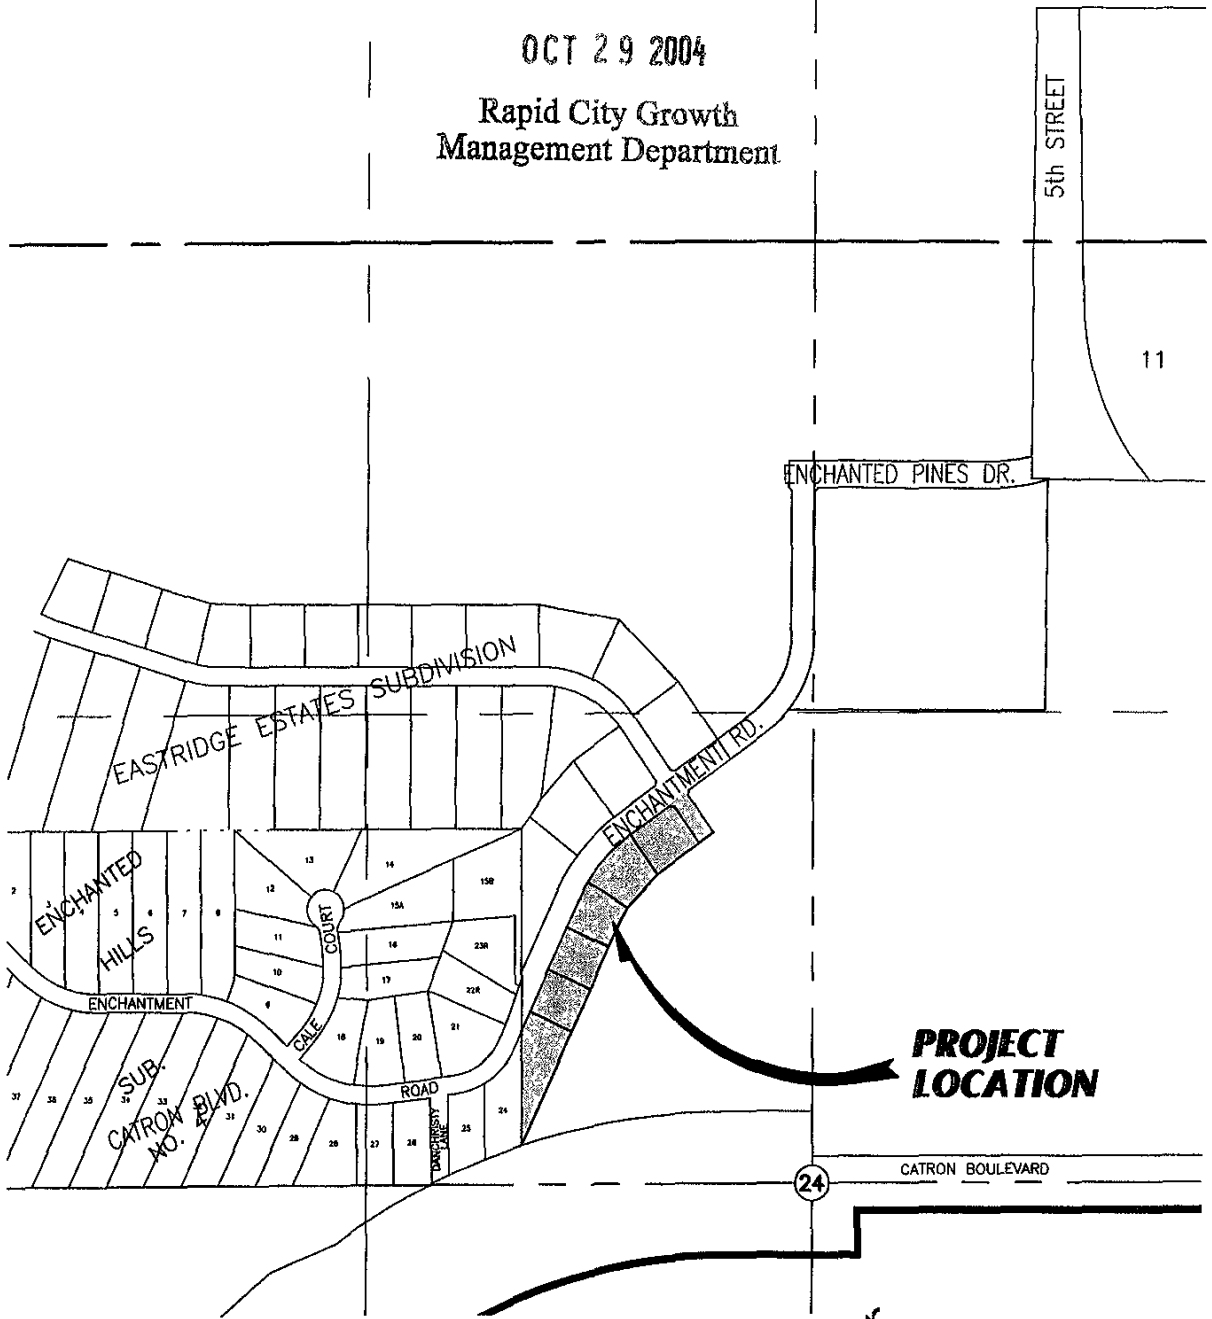 OCT 29 2004
Rapid City Growth
Management Department
5th STREET
11
ENCHANTED PINES DR.
EASTRIDGE ESTATES SUBDIVISION
ENCHANTMENT RD.
ENCHANTED
HILLS
2
5
6
7
8
13
14
12
15A
15B
11
16
23R
10
17
22R
9
18
19
20
21
COURT
CALE
ENCHANTMENT
ROAD
SUB.
CATRON BLVD.
NO. 4
37
36
35
34
33
31
30
29
28
27
26
DANCHRISTY
LANE
25
24
PROJECT
LOCATION
CATRON BOULEVARD
24